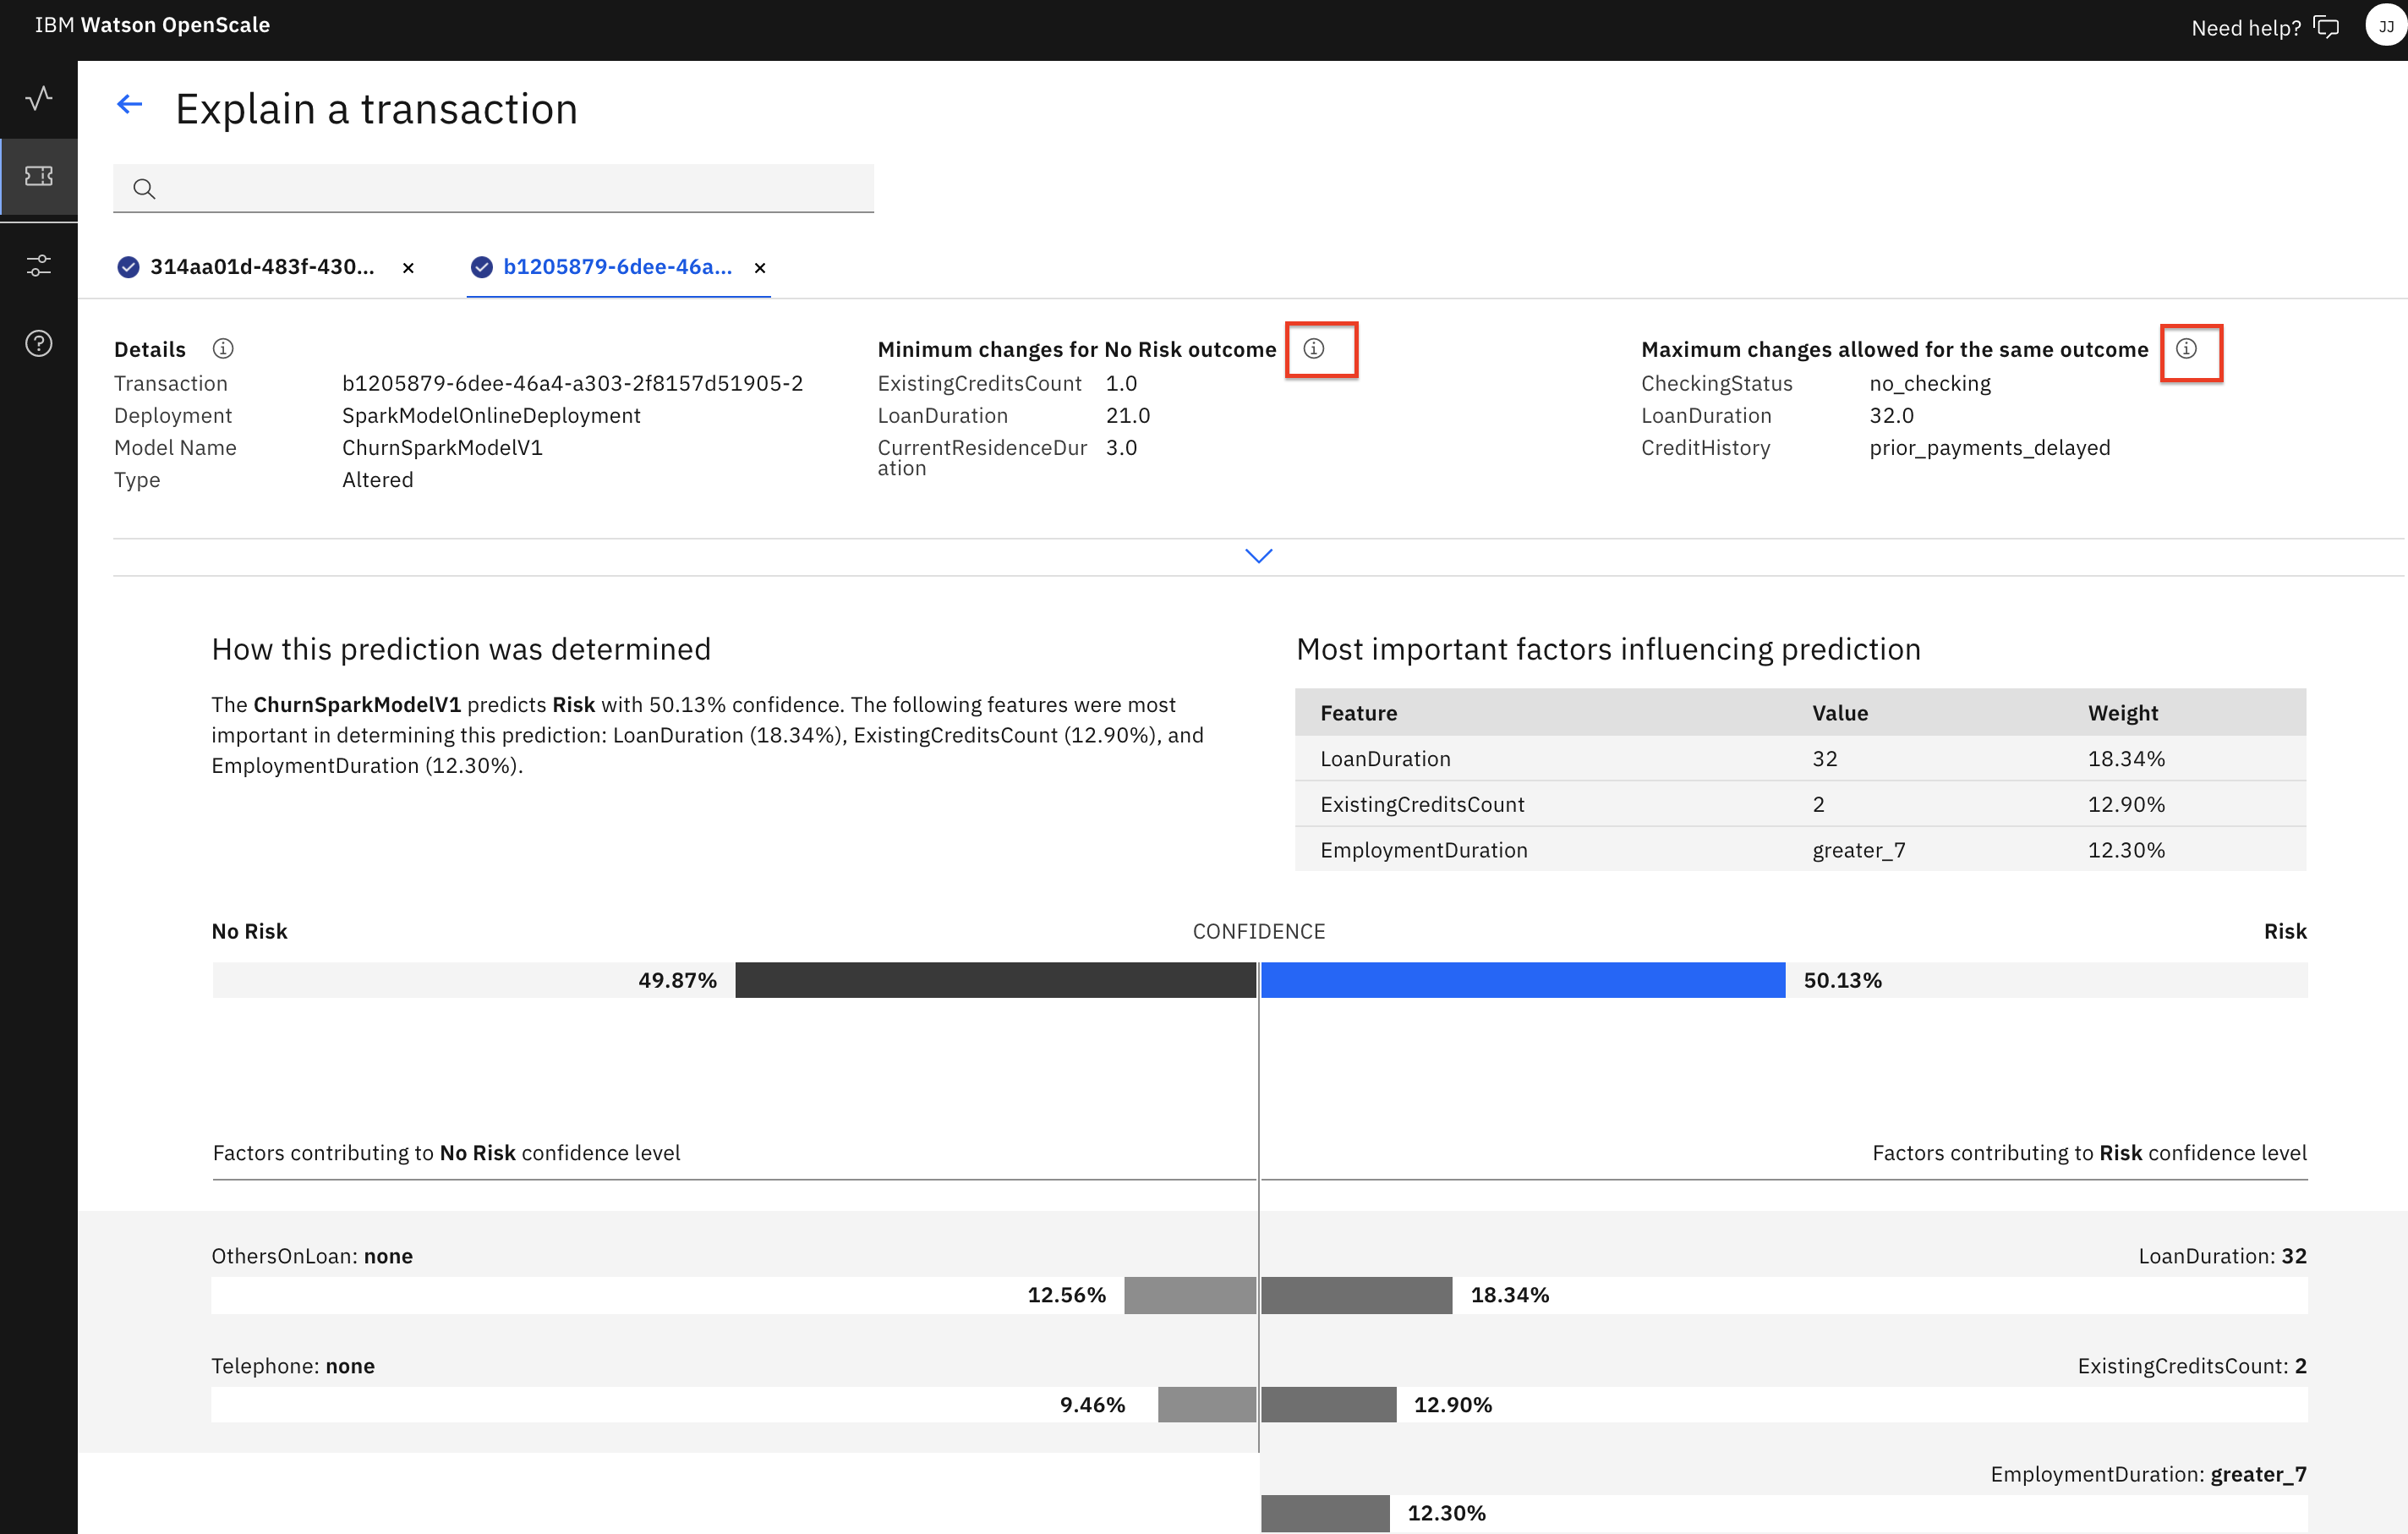 IBM Watson OpenScale
Need help?
JJ
Explain a transaction
314aa01d-483f-430...
b1205879-6dee-46a...
Details
Transaction b1205879-6dee-46a4-a303-2f8157d51905-2
Deployment SparkModelOnlineDeployment
Model Name ChurnSparkModelV1
Type Altered
Minimum changes for No Risk outcome
ExistingCreditsCount 1.0
LoanDuration 21.0
CurrentResidenceDur 3.0
ation
Maximum changes allowed for the same outcome
CheckingStatus no_checking
LoanDuration 32.0
CreditHistory prior_payments_delayed
How this prediction was determined
The ChurnSparkModelV1 predicts Risk with 50.13% confidence. The following features were most
important in determining this prediction: LoanDuration (18.34%), ExistingCreditsCount (12.90%), and
EmploymentDuration (12.30%).
Most important factors influencing prediction
Feature Value Weight
LoanDuration 32 18.34%
ExistingCreditsCount 2 12.90%
EmploymentDuration greater_7 12.30%
No Risk CONFIDENCE Risk
49.87% 50.13%
Factors contributing to No Risk confidence level
Factors contributing to Risk confidence level
OthersOnLoan: none
12.56%
LoanDuration: 32
18.34%
Telephone: none
9.46%
ExistingCreditsCount: 2
12.90%
EmploymentDuration: greater_7
12.30%